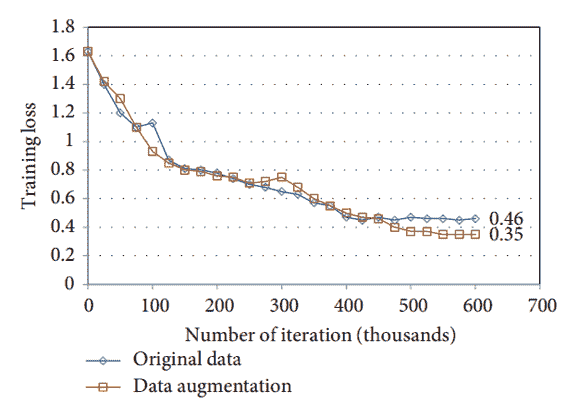 1.8
1.6
1.4
1.2
1
0.8
0.6
0.4
0.2
0
Training loss
0.46
0.35
0 100 200 300 400 500 600 700
Number of iteration (thousands)
Original data
Data augmentation